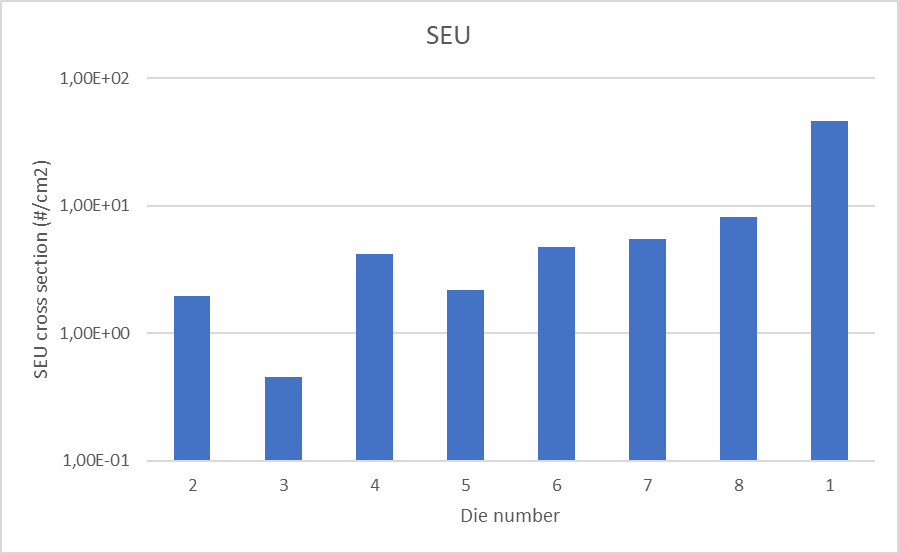 SEU
1,00E+02
1,00E+01
1,00E+00
1,00E-01
SEU cross section (#/cm2)
2 3 4 5 6 7 8 1
Die number